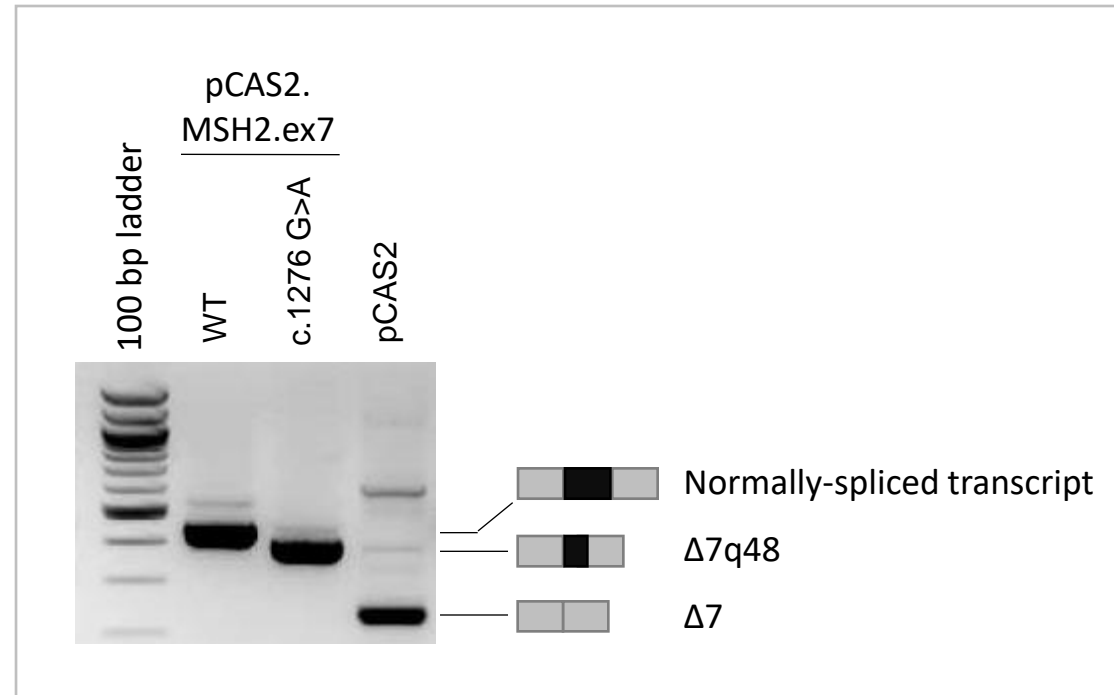 pCAS2.
MSH2.ex7
100 bp ladder
WT
c.1276 G>A
pCAS2
Normally-spliced transcript
Δ7q48
Δ7